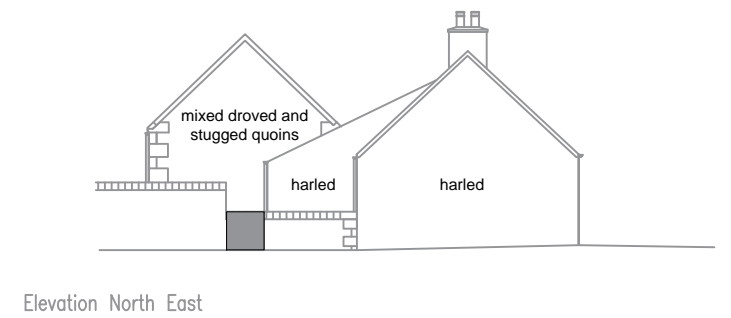 mixed droved and
stugged quoins
harled
harled
Elevation North East